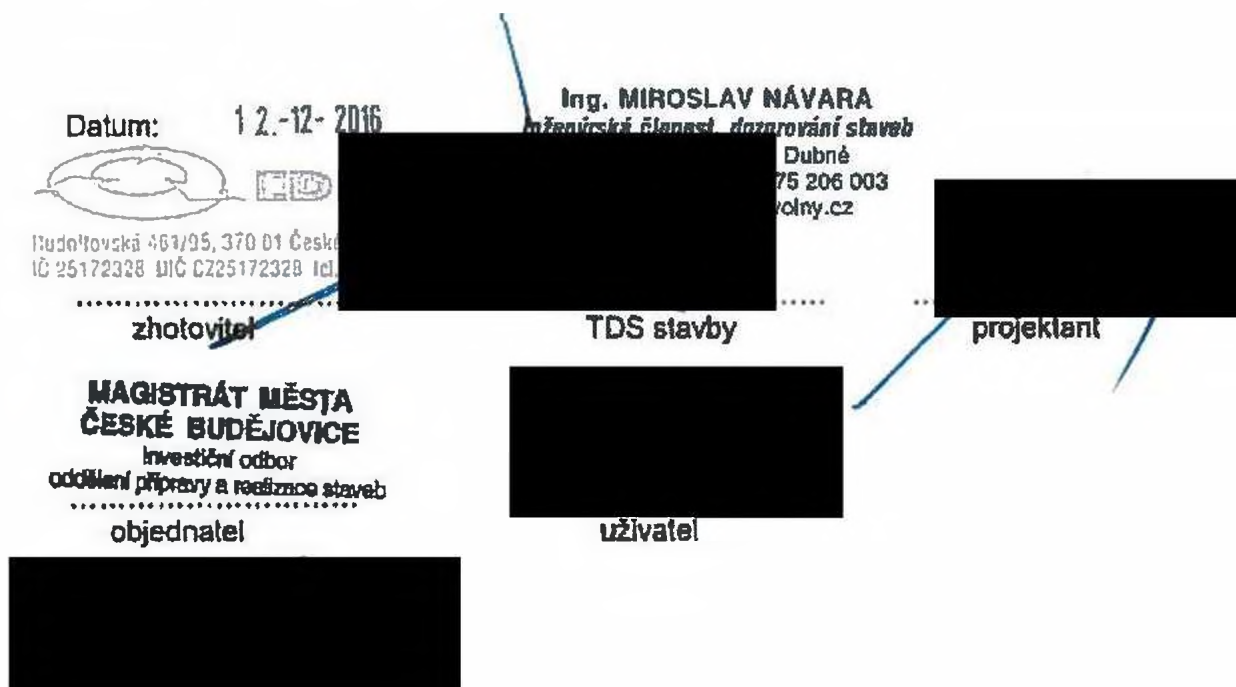 Datum: 12.-12- 2016
Ing. MIROSLAV NÁVARA
inženýrská činnost, dozorování staveb
Dubné
75 206 003
volny.cz
Rudolfovská 461/95, 370 01 České
IČ 25172328 DIČ CZ25172328 tel.
zhotovitel
TDS stavby
projektant
MAGISTRÁT MĚSTA
ČESKÉ BUDĚJOVICE
Investiční odbor
oddělení přípravy a realizace staveb
objednatel
uživatel